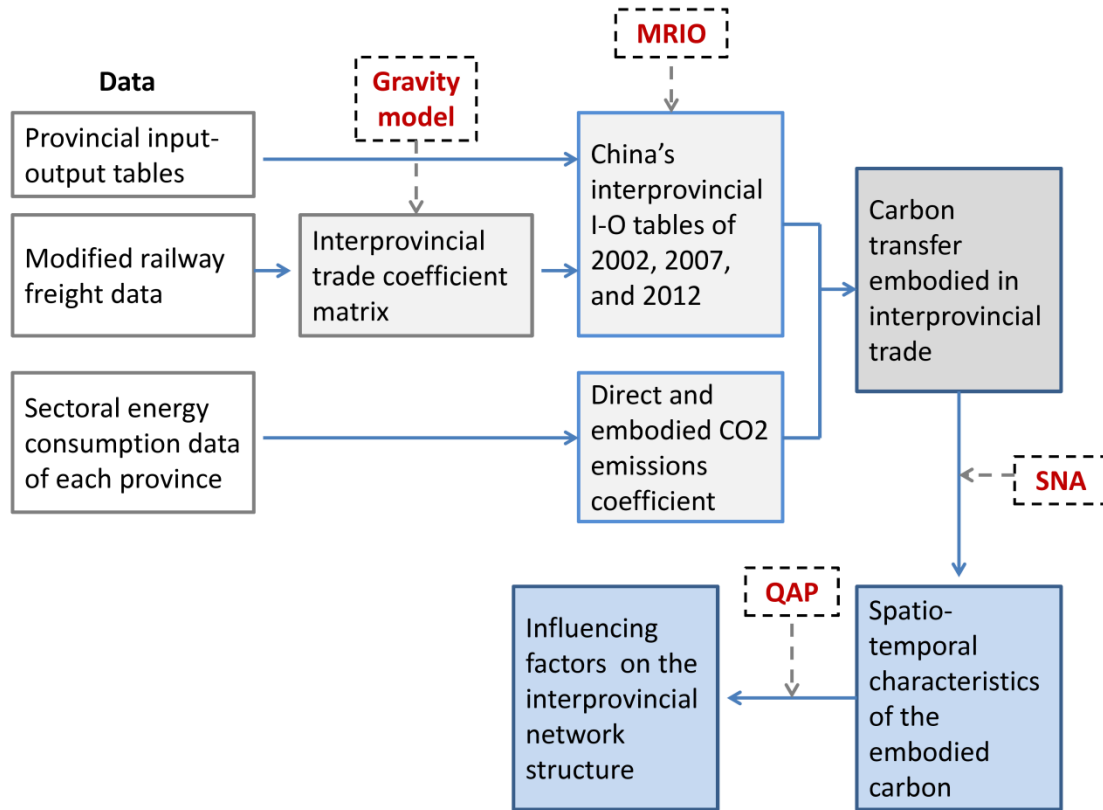 MRIO
Data
Gravity
model
Provincial input-
output tables
China's
interprovincial
I-O tables of
2002, 2007,
and 2012
Modified railway
freight data
Interprovincial
trade coefficient
matrix
Carbon
transfer
embodied in
interprovincial
trade
Sectoral energy
consumption data
of each province
Direct and
embodied CO2
emissions
coefficient
SNA
QAP
Influencing
factors on the
interprovincial
network
structure
Spatio-
temporal
characteristics
of the
embodied
carbon